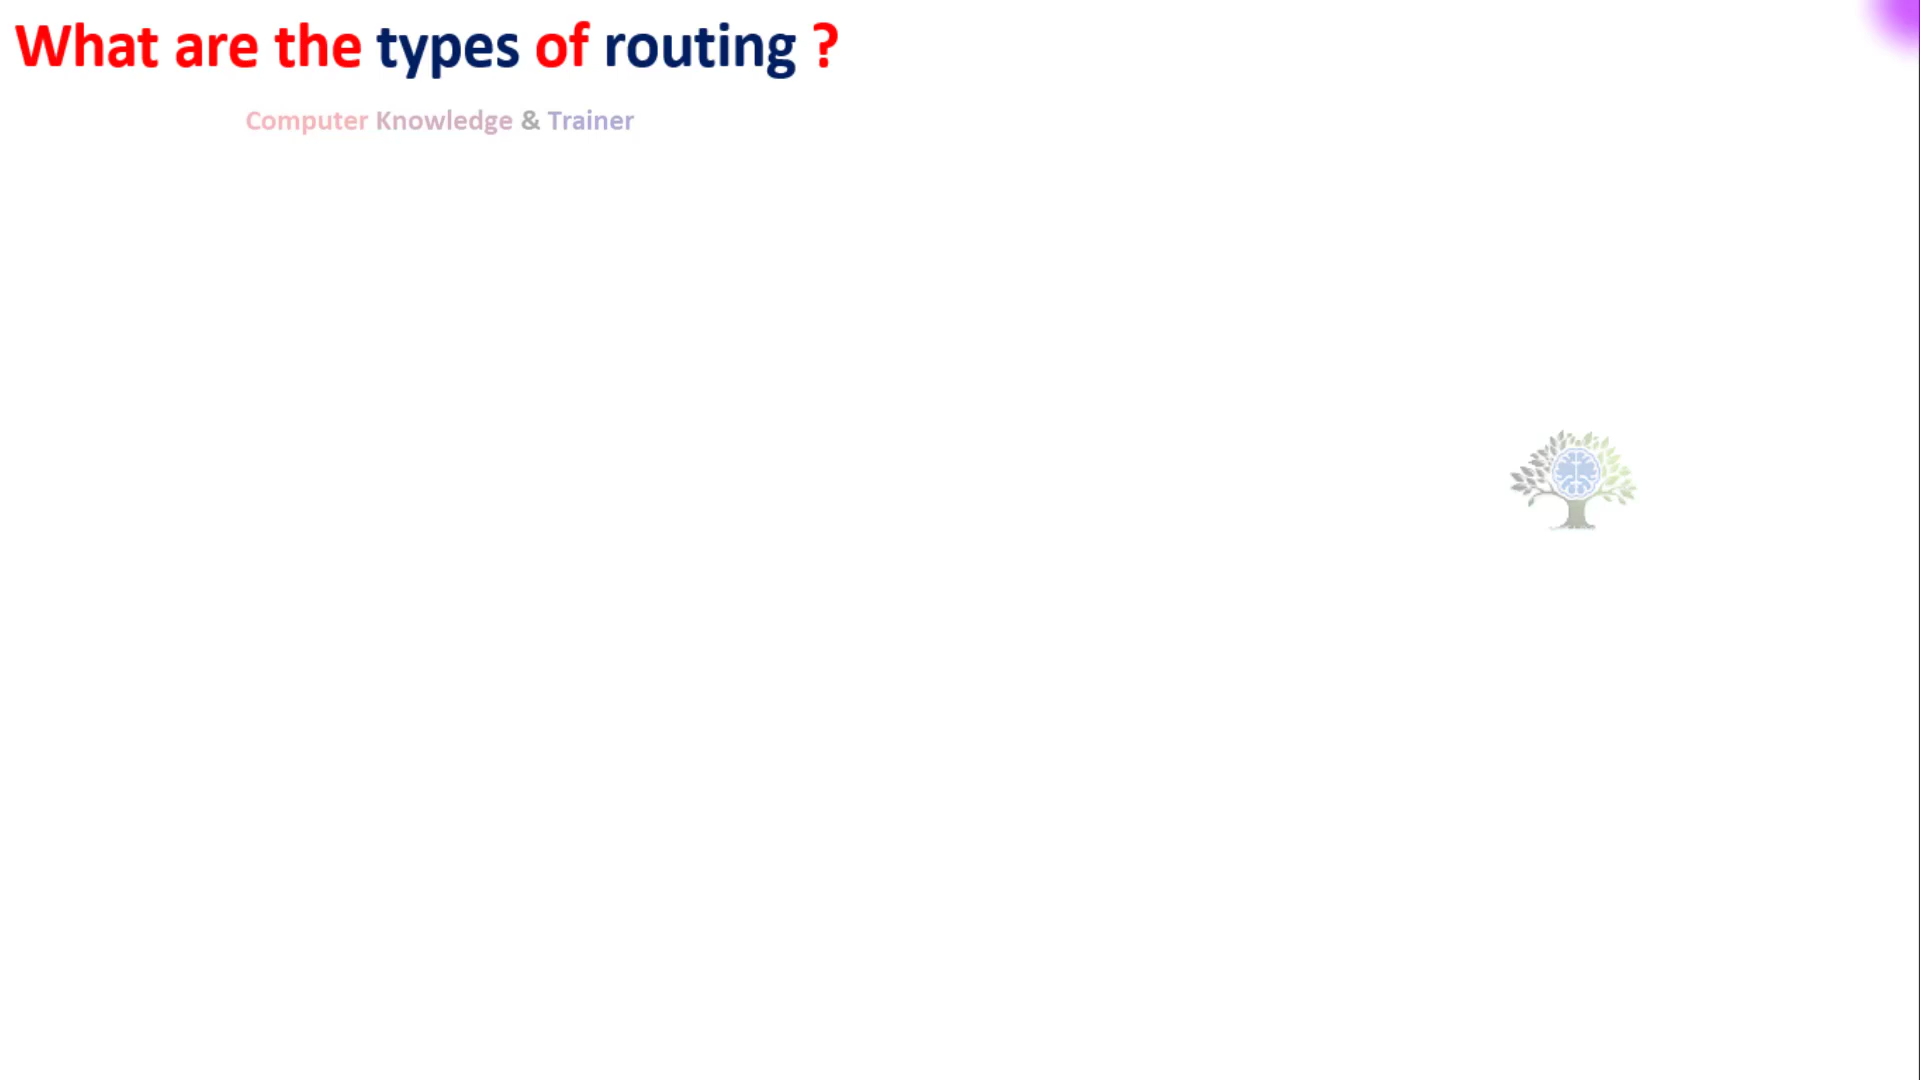 What are the types of routing ?
Computer Knowledge & Trainer